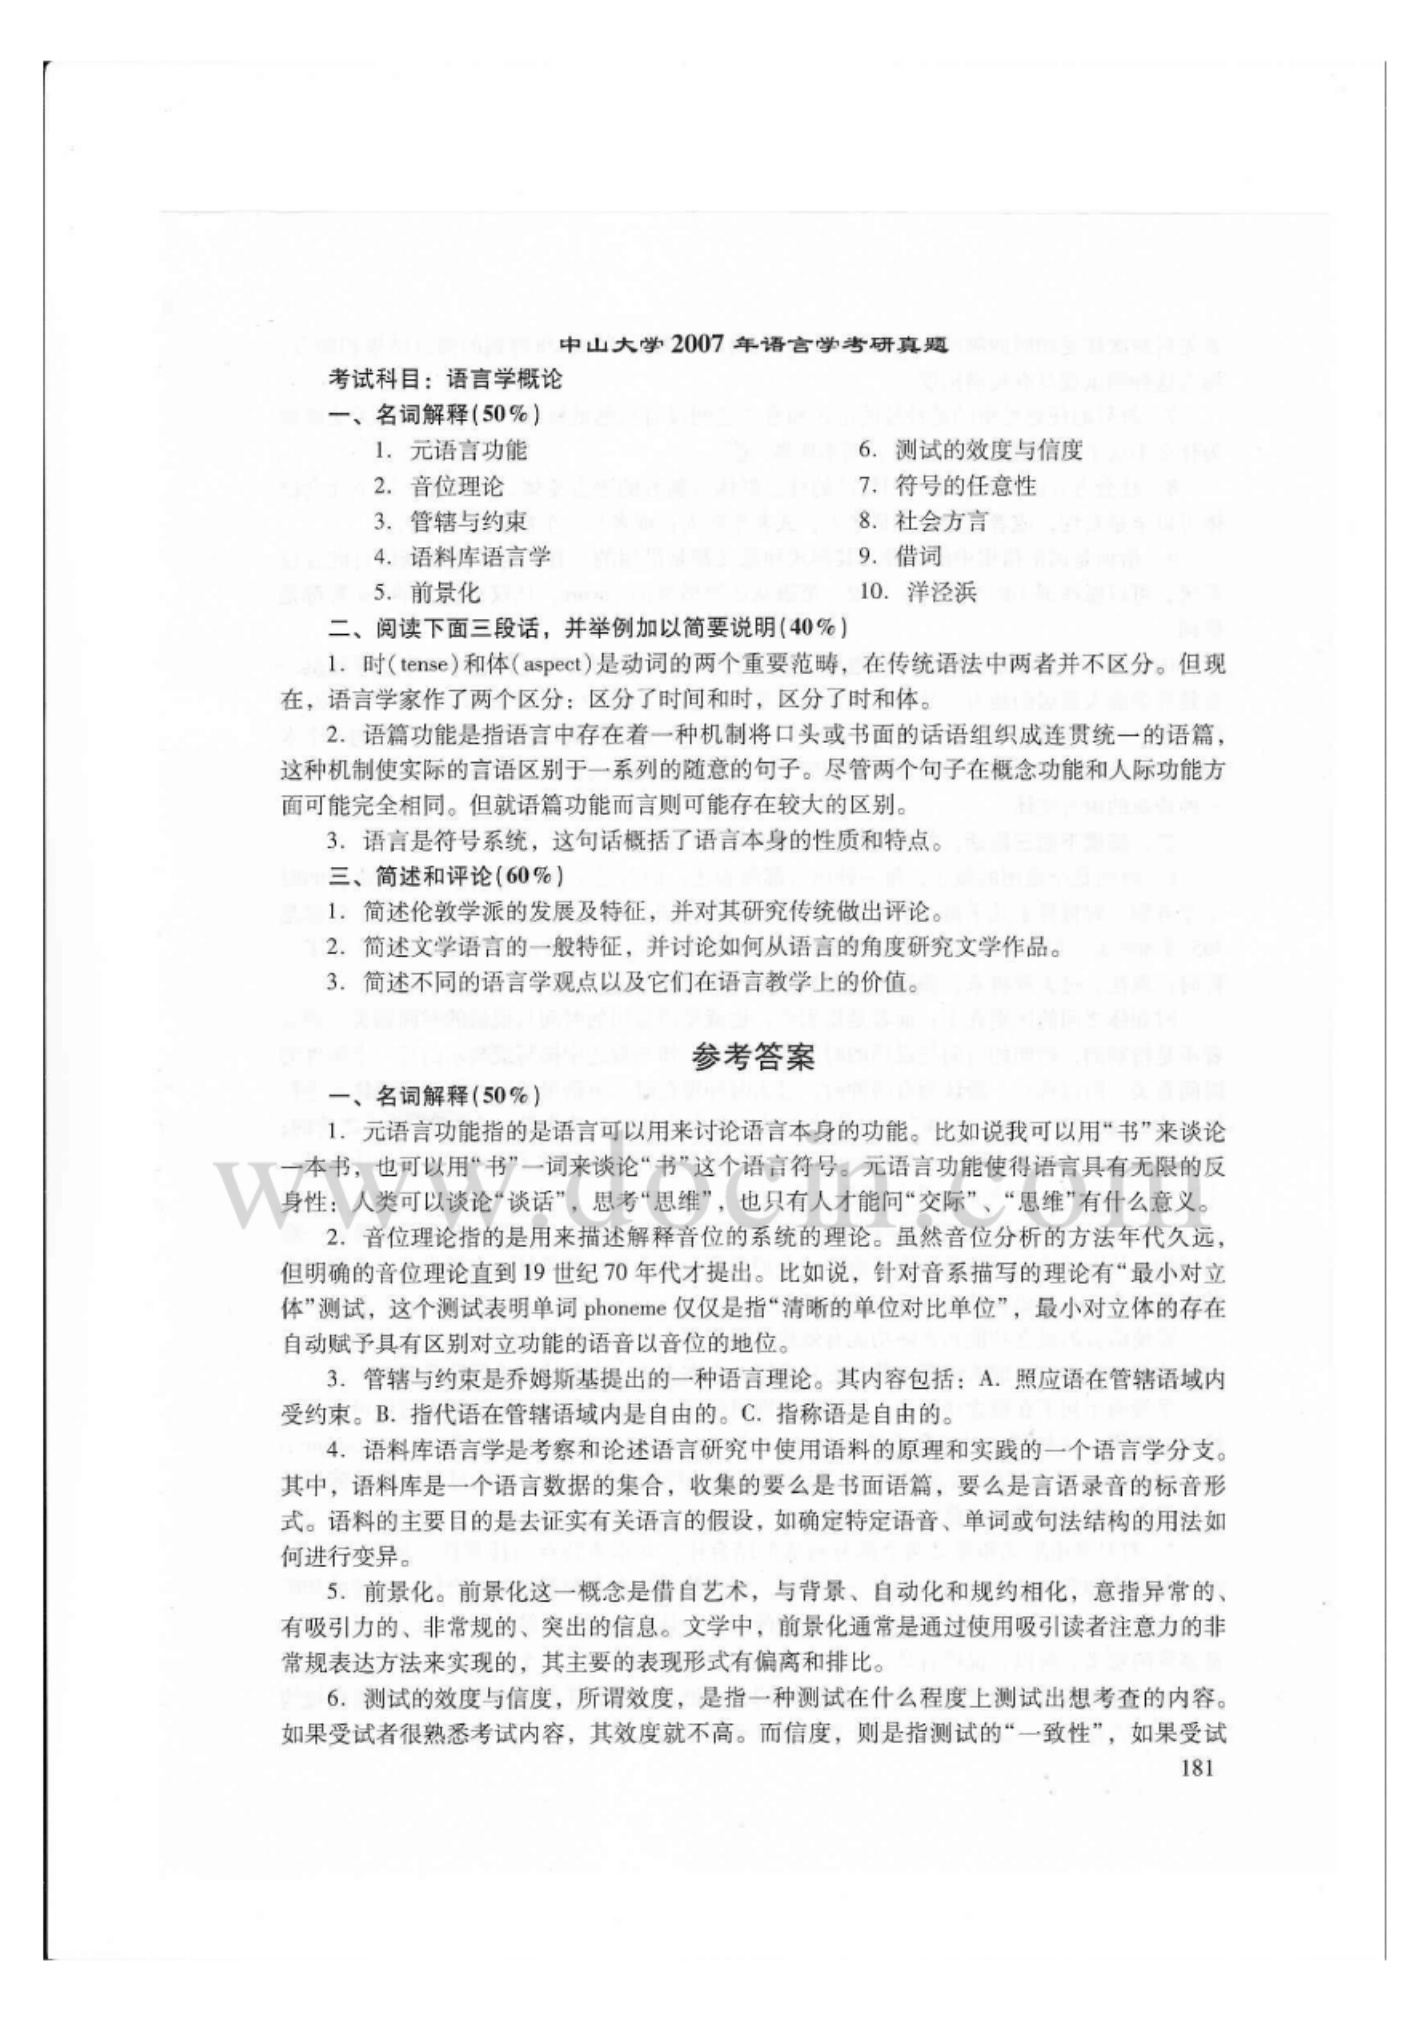 中山大学2007年语言学考研真题
考试科目：语言学概论
一、名词解释(50%)
1. 元语言功能
2. 音位理论
3. 管辖与约束
4. 语料库语言学
5. 前景化
6. 测试的效度与信度
7. 符号的任意性
8. 社会方言
9. 借词
10. 洋泾浜
二、阅读下面三段话，并举例加以简要说明(40%)
1. 时(tense)和体(aspect)是动词的两个重要范畴，在传统语法中两者并不区分。但现
在，语言学家作了两个区分：区分了时间和时，区分了时和体。
2. 语篇功能是指语言中存在着一种机制将口头或书面的话语组织成连贯统一的语篇，
这种机制使实际的言语区别于一系列的随意的句子。尽管两个句子在概念功能和人际功能方
面可能完全相同。但就语篇功能而言则可能存在较大的区别。
3. 语言是符号系统，这句话概括了语言本身的性质和特点。
三、简述和评论(60%)
1. 简述伦敦学派的发展及特征，并对其研究传统做出评论。
2. 简述文学语言的一般特征，并讨论如何从语言的角度研究文学作品。
3. 简述不同的语言学观点以及它们在语言教学上的价值。
参考答案
一、名词解释(50%)
1. 元语言功能指的是语言可以用来讨论语言本身的功能。比如说我可以用“书”来谈论
一本书，也可以用“书”一词来谈论“书”这个语言符号。元语言功能使得语言具有无限的反
身性：人类可以谈论“谈话”，思考“思维”，也只有人才能问“交际”、“思维”有什么意义。
www.docin.com
2. 音位理论指的是用来描述解释音位的系统的理论。虽然音位分析的方法年代久远，
但明确的音位理论直到19世纪70年代才提出。比如说，针对音系描写的理论有“最小对立
体”测试，这个测试表明单词phoneme仅仅是指“清晰的单位对比单位”，最小对立体的存在
自动赋予具有区别对立功能的语音以音位的地位。
3. 管辖与约束是乔姆斯基提出的一种语言理论。其内容包括：A. 照应语在管辖语域内
受约束。B. 指代语在管辖语域内是自由的。C. 指称语是自由的。
4. 语料库语言学是考察和论述语言研究中使用语料的原理和实践的一个语言学分支。
其中，语料库是一个语言数据的集合，收集的要么是书面语篇，要么是言语录音的标音形
式。语料的主要目的是去证实有关语言的假设，如确定特定语音、单词或句法结构的用法如
何进行变异。
5. 前景化。前景化这一概念是借自艺术，与背景、自动化和规约相化，意指异常的、
有吸引力的、非常规的、突出的信息。文学中，前景化通常是通过使用吸引读者注意力的非
常规表达方法来实现的，其主要的表现形式有偏离和排比。
6. 测试的效度与信度，所谓效度，是指一种测试在什么程度上测试出想考查的内容。
如果受试者很熟悉考试内容，其效度就不高。而信度，则是指测试的“一致性”，如果受试
181